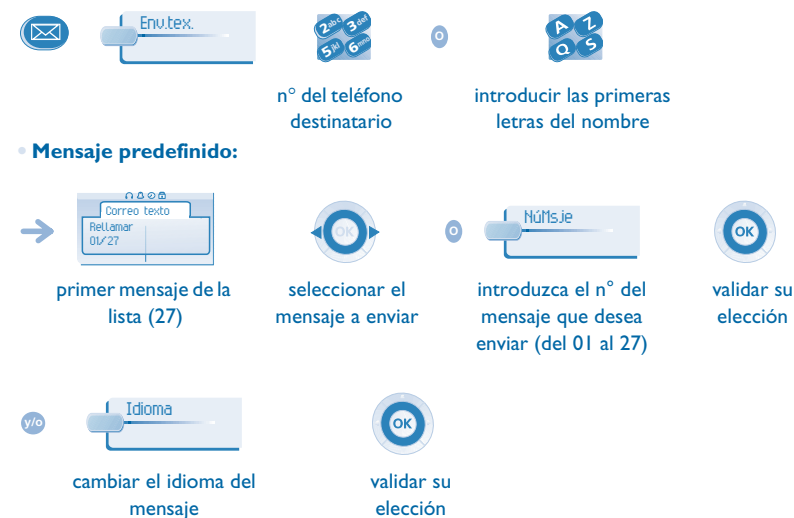 Env.tex.
2abc 3def
5jkl 6mno
o
A Z
Q S
n° del teléfono
destinatario
introducir las primeras
letras del nombre
• Mensaje predefinido:
Correo texto
Rellamar
01/27
OK
o
NúMsje
OK
primer mensaje de la
lista (27)
seleccionar el
mensaje a enviar
introduzca el n° del
mensaje que desea
enviar (del 01 al 27)
validar su
elección
y/o
Idioma
OK
cambiar el idioma del
mensaje
validar su
elección